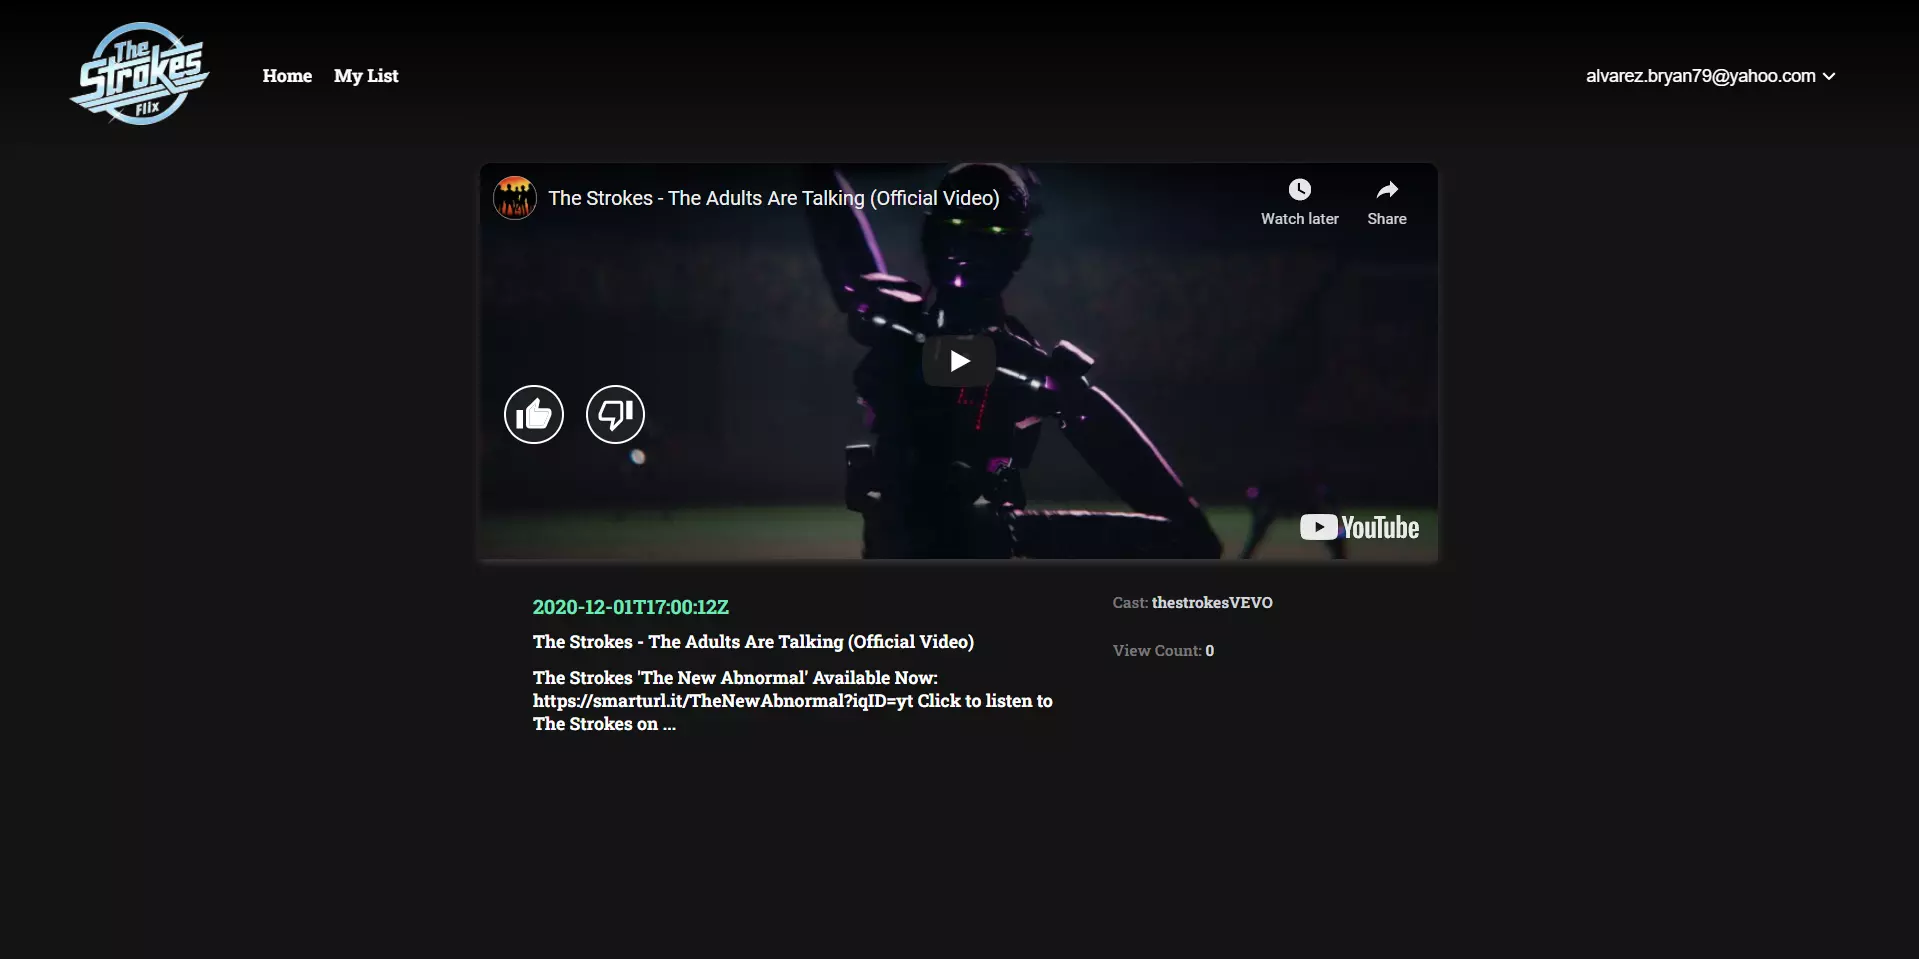 The
Strokes
Flix
Home
My List
alvarez.bryan79@yahoo.com
The Strokes - The Adults Are Talking (Official Video)
Watch later
Share
YouTube
2020-12-01T17:00:12Z
The Strokes - The Adults Are Talking (Official Video)
The Strokes 'The New Abnormal' Available Now:
https://smarturl.it/TheNewAbnormal?iqID=yt Click to listen to
The Strokes on ...
Cast: thestrokesVEVO
View Count: 0